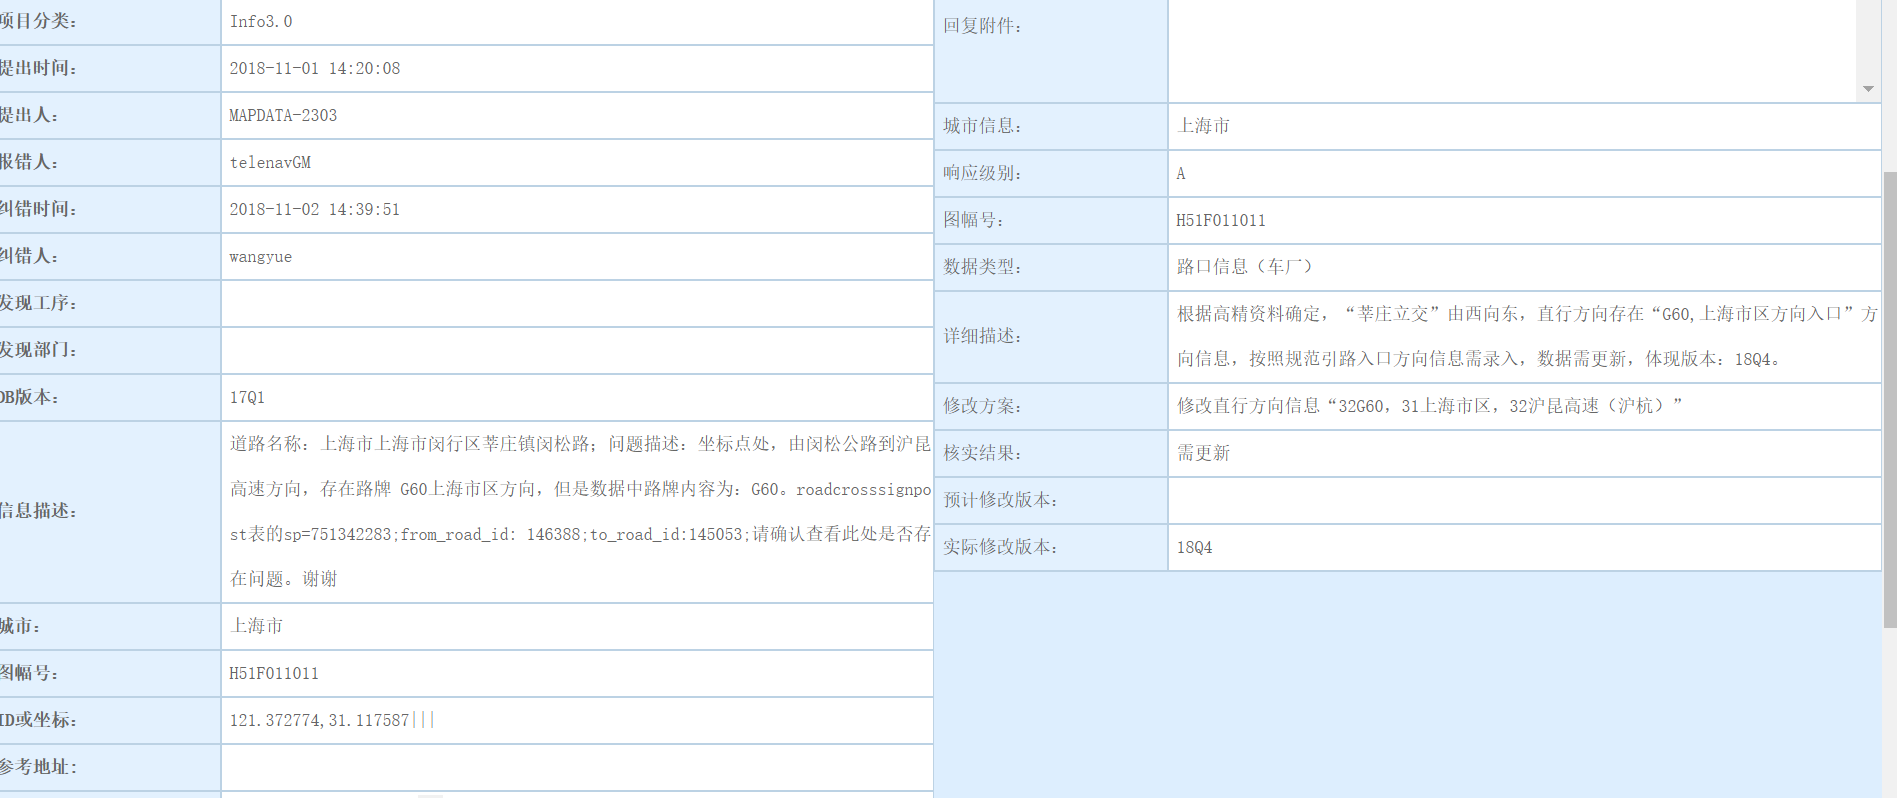 项目分类： Info3.0
提出时间： 2018-11-01 14:20:08
提出人： MAPDATA-2303
报错人： telenavGM
纠错时间： 2018-11-02 14:39:51
纠错人： wangyue
发现工序：
发现部门：
DB版本： 17Q1
信息描述： 道路名称：上海市上海市闵行区莘庄镇闵松路；问题描述：坐标点处，由闵松公路到沪昆
高速方向，存在路牌 G60上海市区方向，但是数据中路牌内容为：G60。roadcrosssignpo
st表的sp=751342283;from_road_id: 146388;to_road_id:145053;请确认查看此处是否存
在问题。谢谢
城市： 上海市
图幅号： H51F011011
ID或坐标： 121.372774,31.117587|||
参考地址:
回复附件：
城市信息： 上海市
响应级别： A
图幅号： H51F011011
数据类型： 路口信息（车厂）
详细描述： 根据高精资料确定，“莘庄立交”由西向东，直行方向存在“G60,上海市区方向入口”方
向信息，按照规范引路入口方向信息需录入，数据需更新，体现版本：18Q4。
修改方案： 修改直行方向信息“32G60，31上海市区，32沪昆高速（沪杭）”
核实结果： 需更新
预计修改版本：
实际修改版本： 18Q4